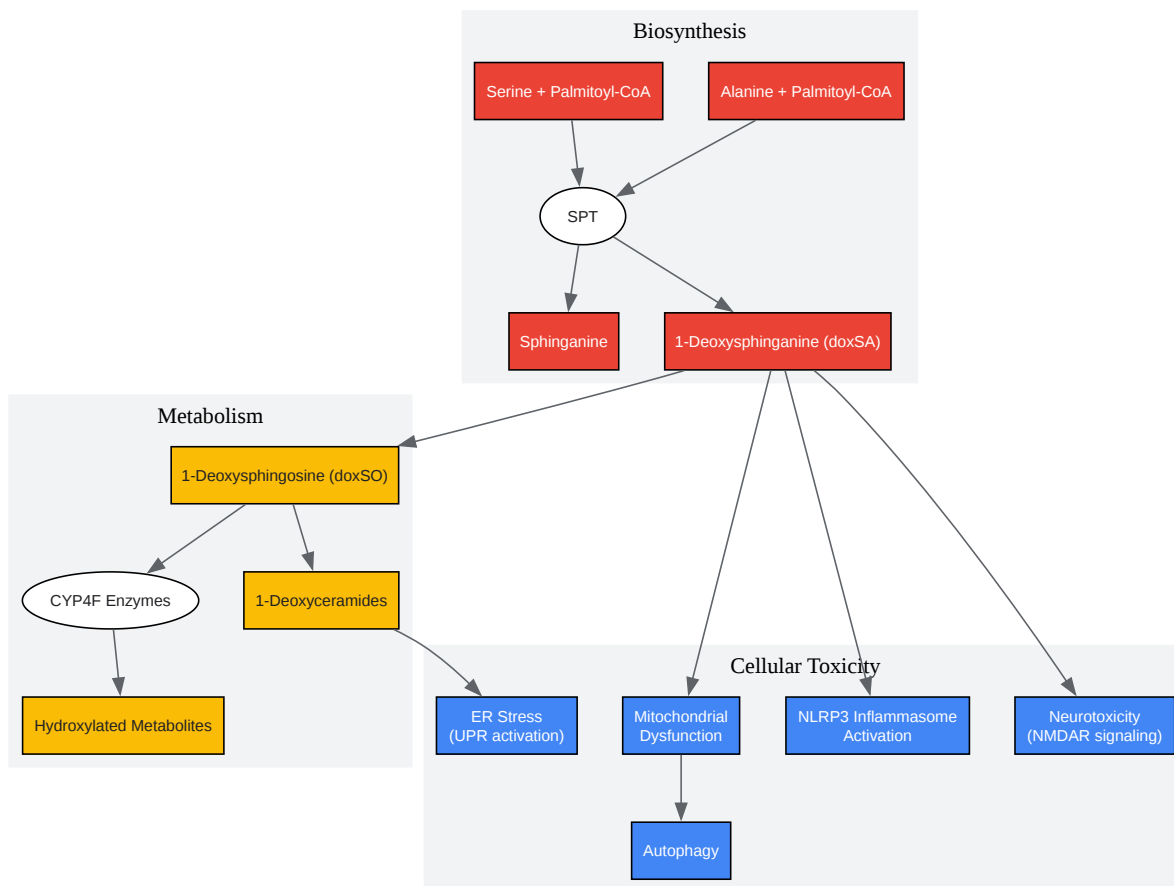 Biosynthesis
Serine + Palmitoyl-CoA
Alanine + Palmitoyl-CoA
SPT
Sphinganine
1-Deoxysphinganine (doxSA)
Metabolism
1-Deoxysphingosine (doxSO)
CYP4F Enzymes
1-Deoxyceramides
Hydroxylated Metabolites
Cellular Toxicity
ER Stress
(UPR activation)
Mitochondrial
Dysfunction
NLRP3 Inflammasome
Activation
Neurotoxicity
(NMDAR signaling)
Autophagy